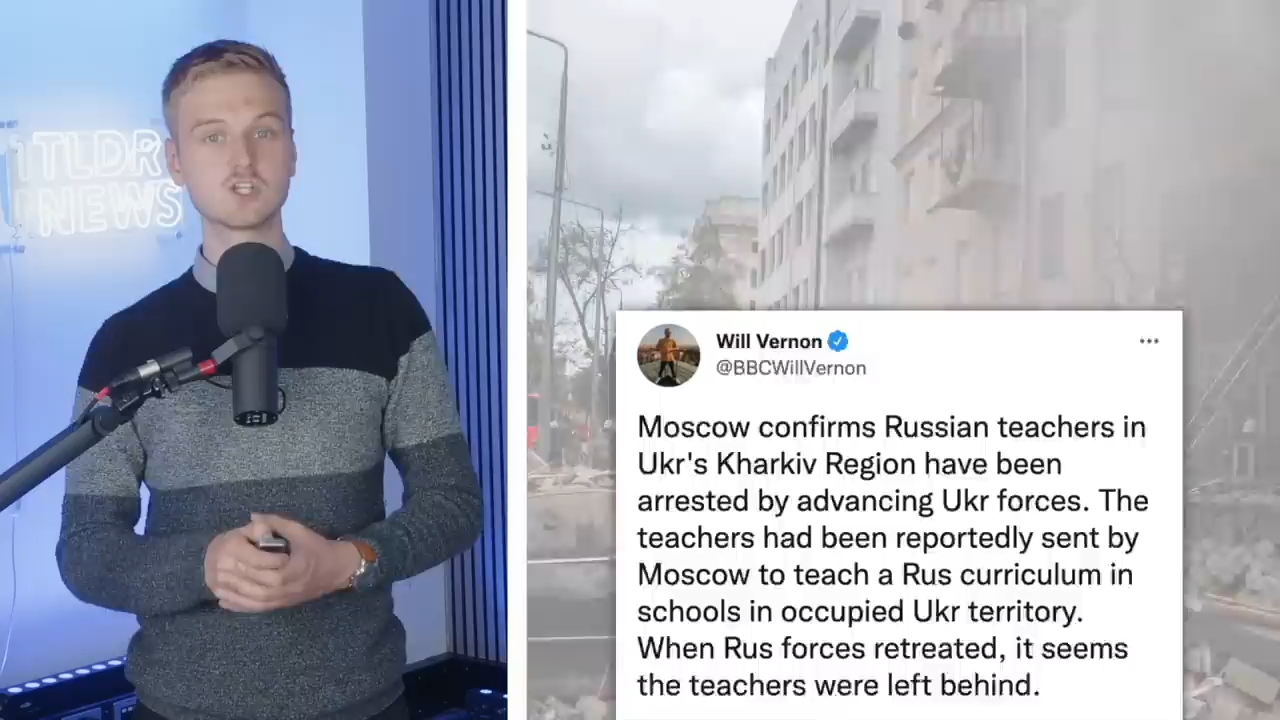 TLDR
NEWS
Will Vernon
@BBCWillVernon
Moscow confirms Russian teachers in
Ukr's Kharkiv Region have been
arrested by advancing Ukr forces. The
teachers had been reportedly sent by
Moscow to teach a Rus curriculum in
schools in occupied Ukr territory.
When Rus forces retreated, it seems
the teachers were left behind.